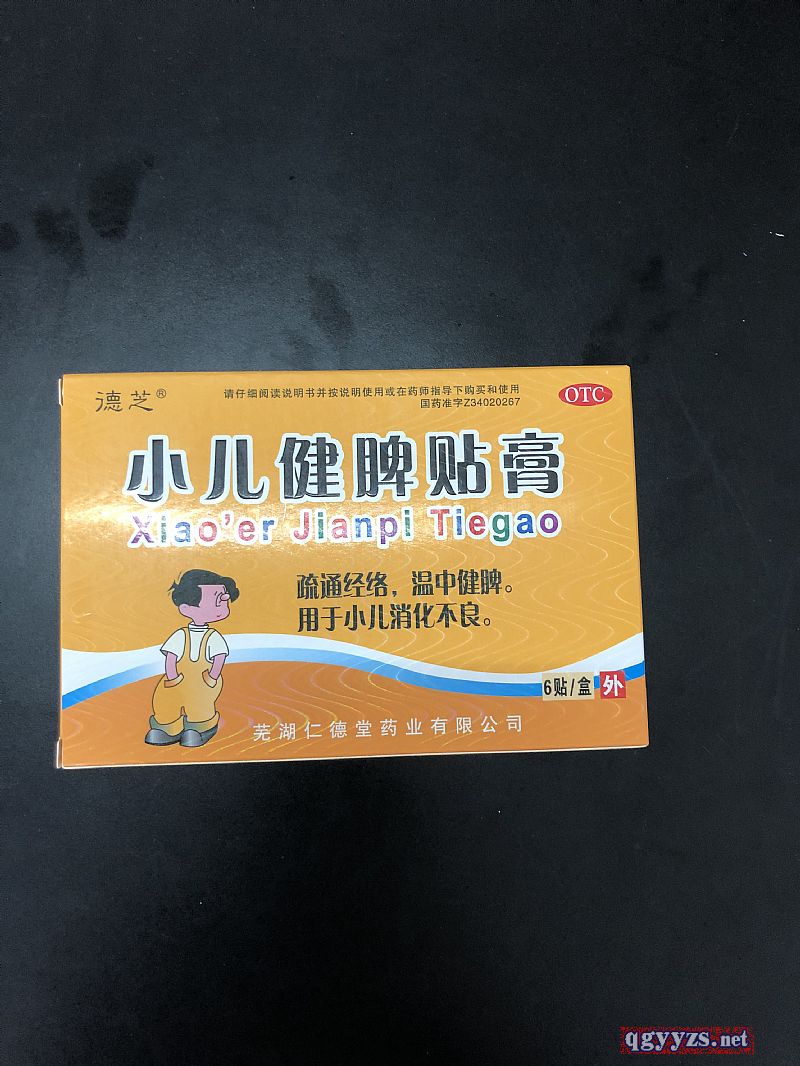 德芝®
请仔细阅读说明书并按说明使用或在药师指导下购买和使用
国药准字Z34020267
OTC
小儿健脾贴膏
Xiao'er Jianpi Tiegao
疏通经络，温中健脾。
用于小儿消化不良。
6贴/盒 外
芜湖仁德堂药业有限公司
qgyyzs.net